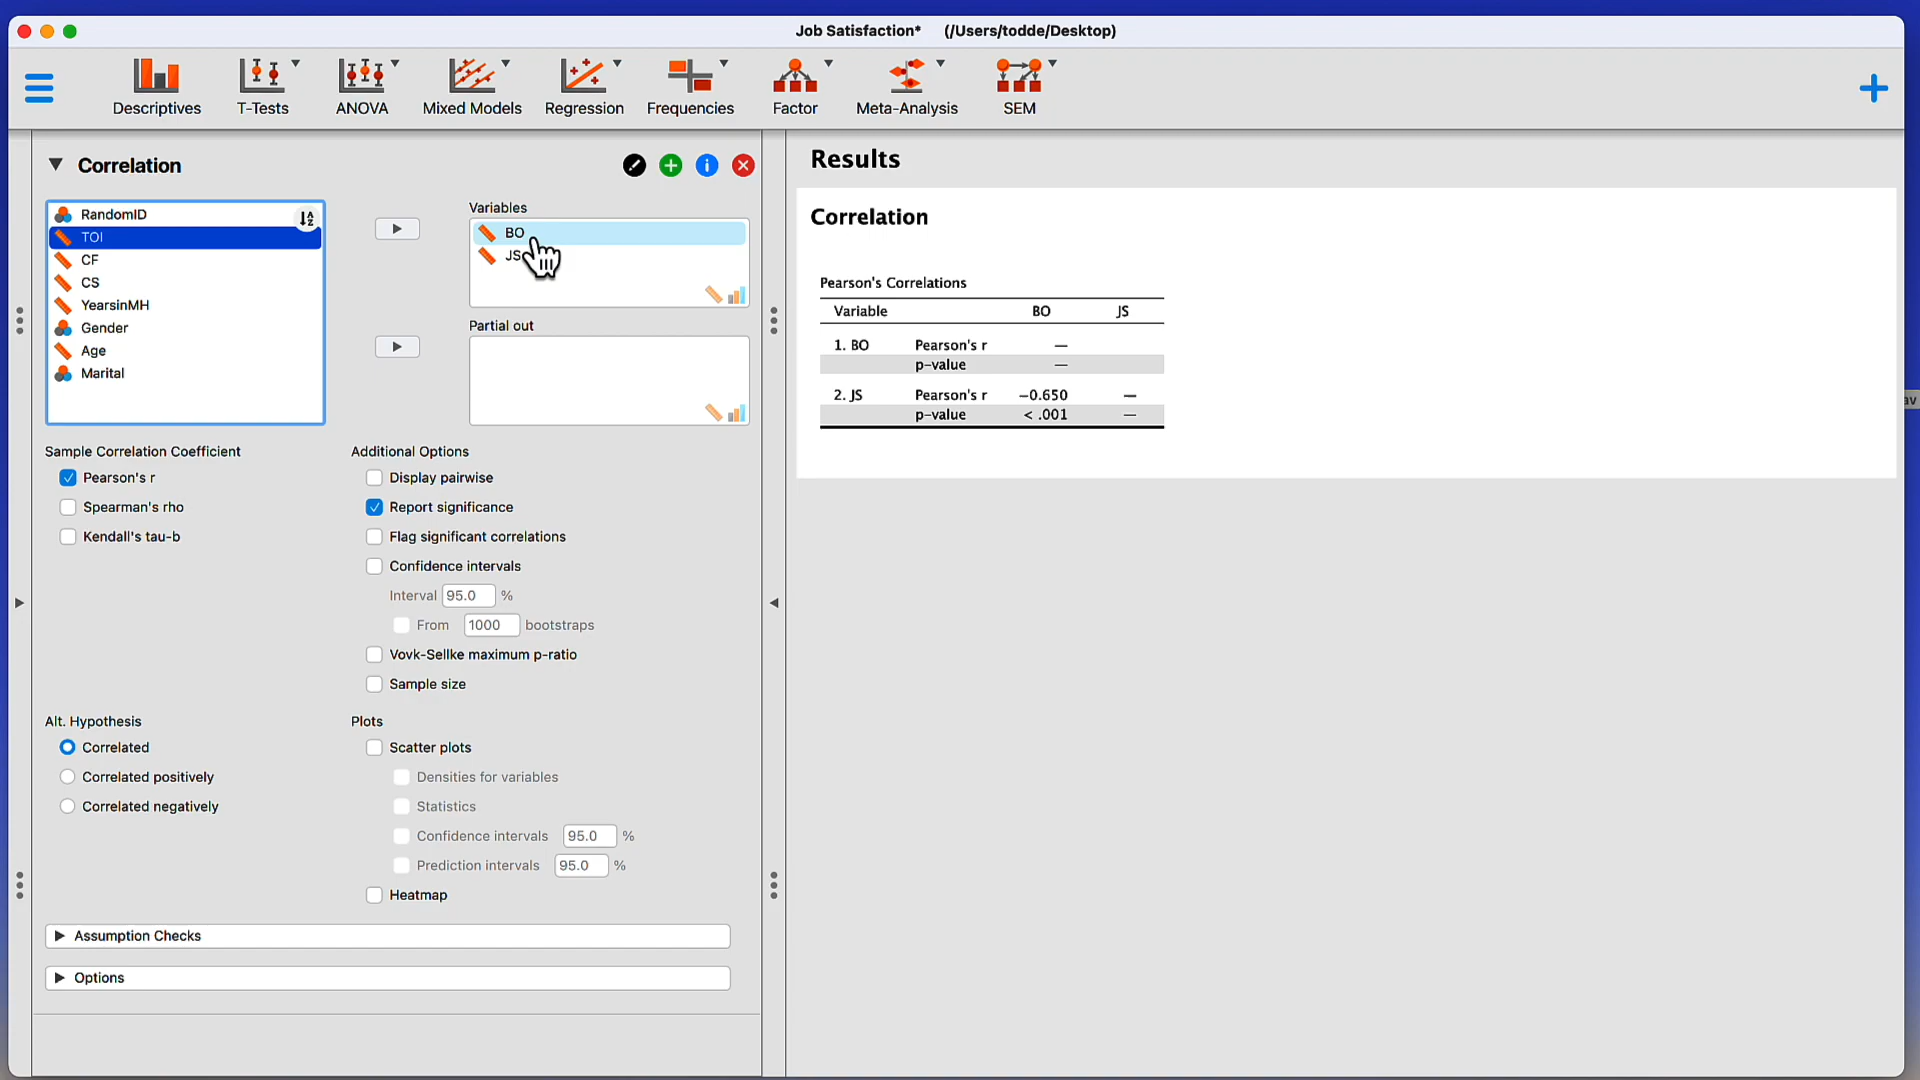 Job Satisfaction* (/Users/todde/Desktop)
Descriptives T-Tests ANOVA Mixed Models Regression Frequencies Factor Meta-Analysis SEM
Correlation
RandomID
TOI
CF
CS
YearsinMH
Gender
Age
Marital
Variables
BO
JS
Partial out
Sample Correlation Coefficient
Pearson's r
Spearman's rho
Kendall's tau-b
Additional Options
Display pairwise
Report significance
Flag significant correlations
Confidence intervals
Interval 95.0 %
From 1000 bootstraps
Vovk-Sellke maximum p-ratio
Sample size
Alt. Hypothesis
Correlated
Correlated positively
Correlated negatively
Plots
Scatter plots
Densities for variables
Statistics
Confidence intervals 95.0 %
Prediction intervals 95.0 %
Heatmap
Assumption Checks
Options
Results
Correlation
Pearson's Correlations
Variable BO JS
1. BO Pearson's r —
p-value —
2. JS Pearson's r −0.650 —
p-value < .001 —
av